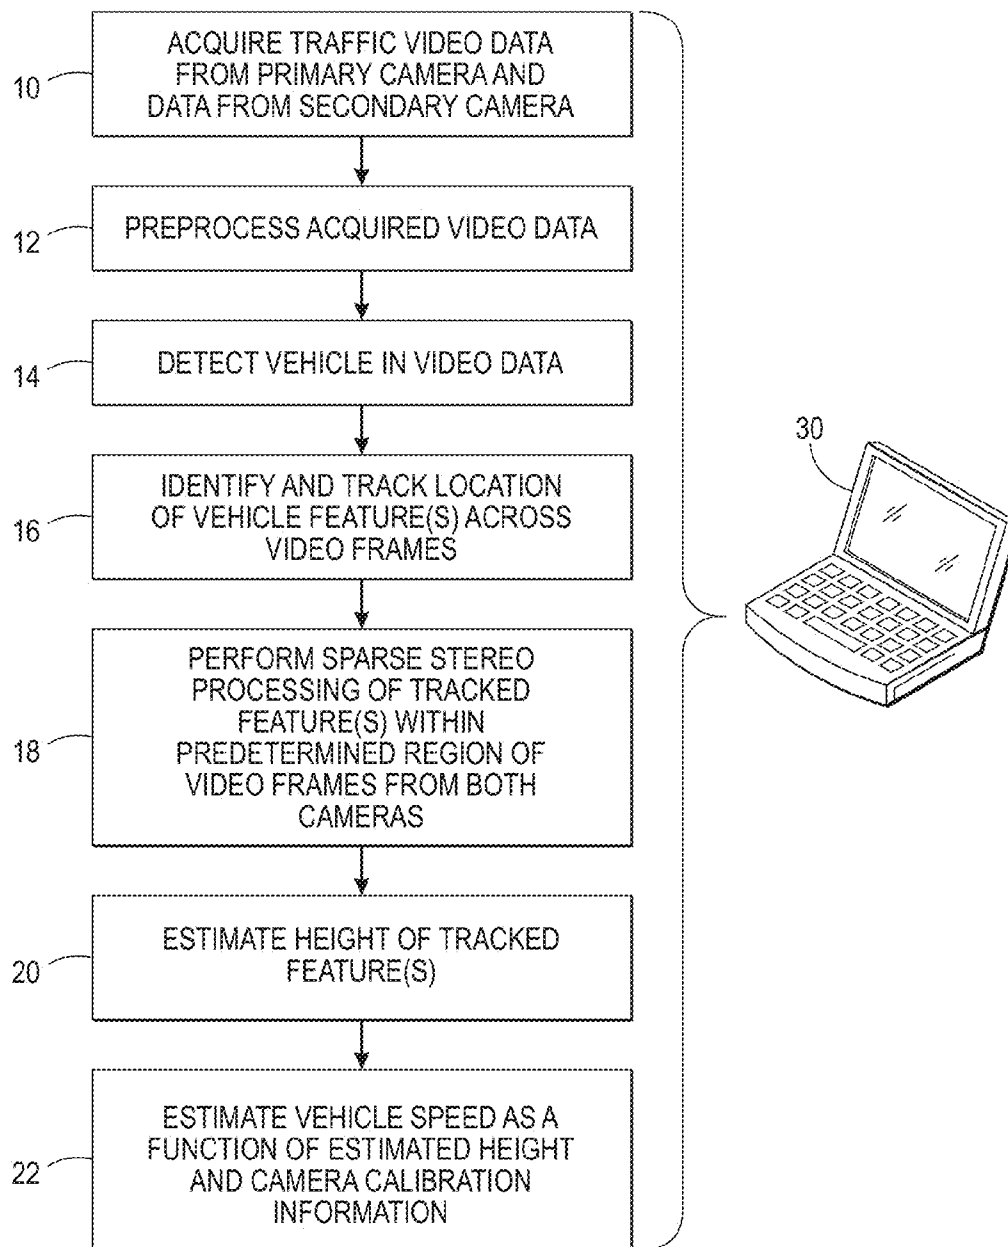 ACQUIRE TRAFFIC VIDEO DATA
FROM PRIMARY CAMERA AND
DATA FROM SECONDARY CAMERA
10
PREPROCESS ACQUIRED VIDEO DATA
12
DETECT VEHICLE IN VIDEO DATA
14
IDENTIFY AND TRACK LOCATION
OF VEHICLE FEATURE(S) ACROSS
VIDEO FRAMES
16
30
PERFORM SPARSE STEREO
PROCESSING OF TRACKED
FEATURE(S) WITHIN
PREDETERMINED REGION OF
VIDEO FRAMES FROM BOTH
CAMERAS
18
ESTIMATE HEIGHT OF TRACKED
FEATURE(S)
20
ESTIMATE VEHICLE SPEED AS A
FUNCTION OF ESTIMATED HEIGHT
AND CAMERA CALIBRATION
INFORMATION
22